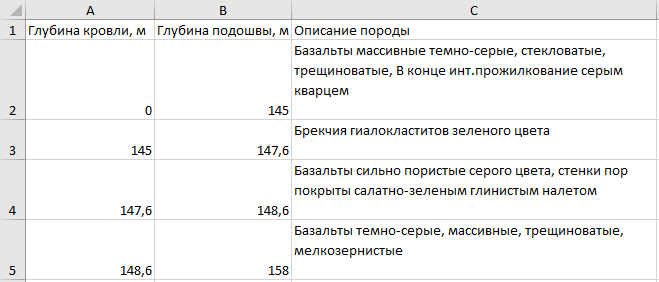 A B C
1 Глубина кровли, м Глубина подошвы, м Описание породы
Базальты массивные темно-серые, стекловатые,
трещиноватые, В конце инт.прожилкование серым
2 0 145 кварцем
Брекчия гиалокластитов зеленого цвета
3 145 147,6
Базальты сильно пористые серого цвета, стенки пор
покрыты салатно-зеленым глинистым налетом
4 147,6 148,6
Базальты темно-серые, массивные, трещиноватые,
мелкозернистые
5 148,6 158